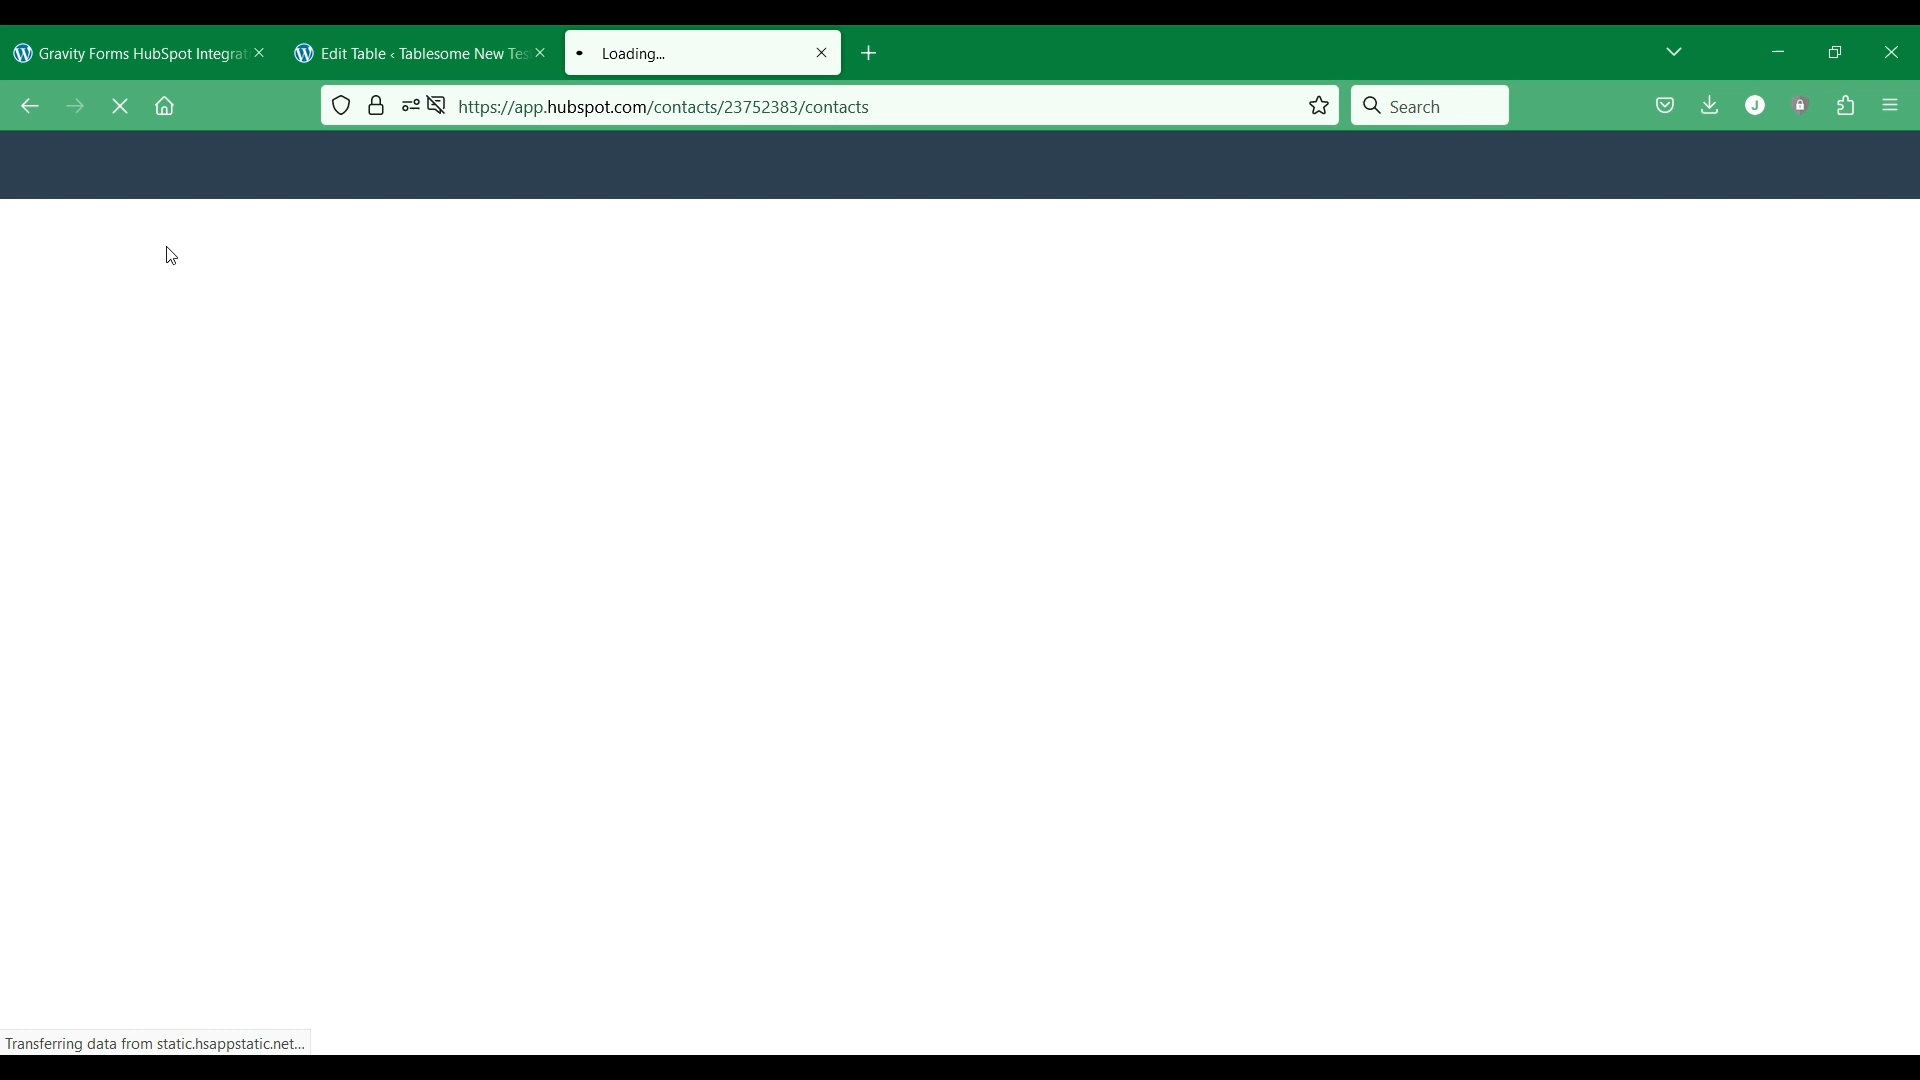 Gravity Forms HubSpot Integrat
Edit Table ‹ Tablesome New Tes
Loading...
https://app.hubspot.com/contacts/23752383/contacts
Search
J
Transferring data from static.hsappstatic.net...